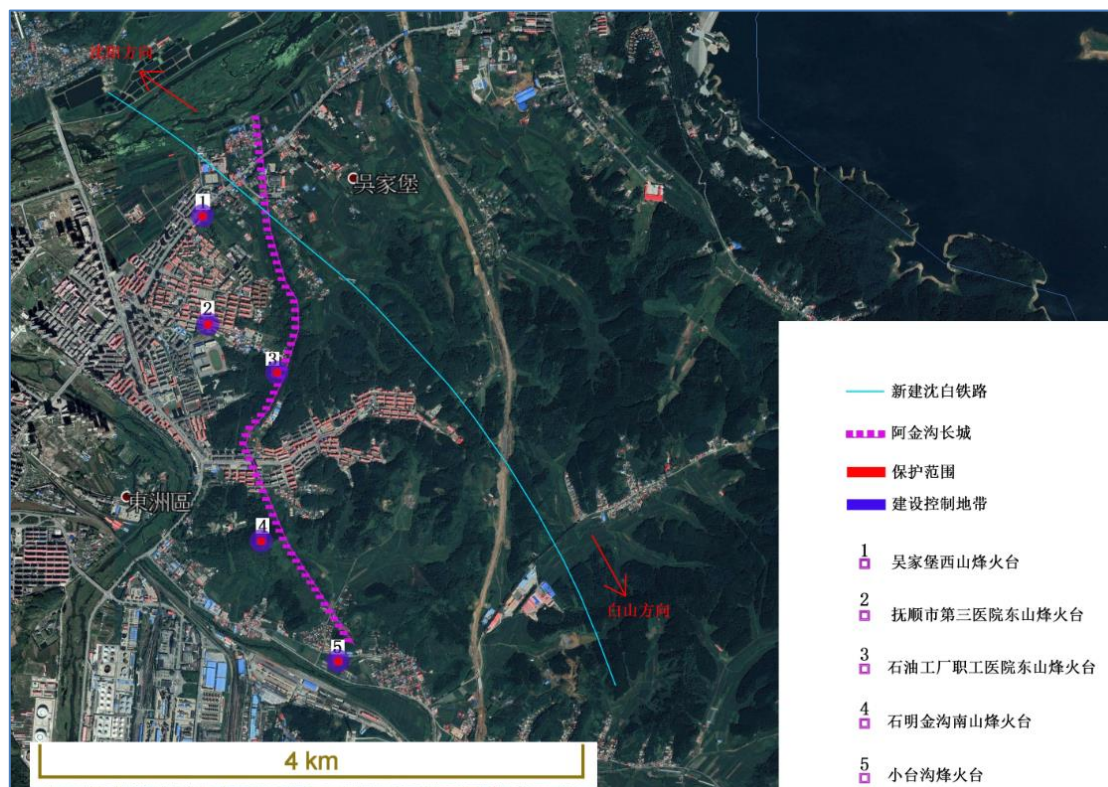 沈阳方向
吳家堡
1
2
3
東洲區
4
白山方向
5
4 km
新建沈白铁路
阿金沟长城
保护范围
建设控制地带
1
吴家堡西山烽火台
2
抚顺市第三医院东山烽火台
3
石油工厂职工医院东山烽火台
4
石明金沟南山烽火台
5
小台沟烽火台